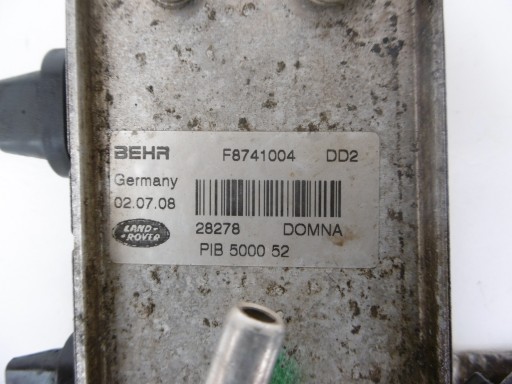 BEHR F8741004 DD2
Germany
02.07.08
LAND-
-ROVER
28278 DOMNA
PIB 5000 52